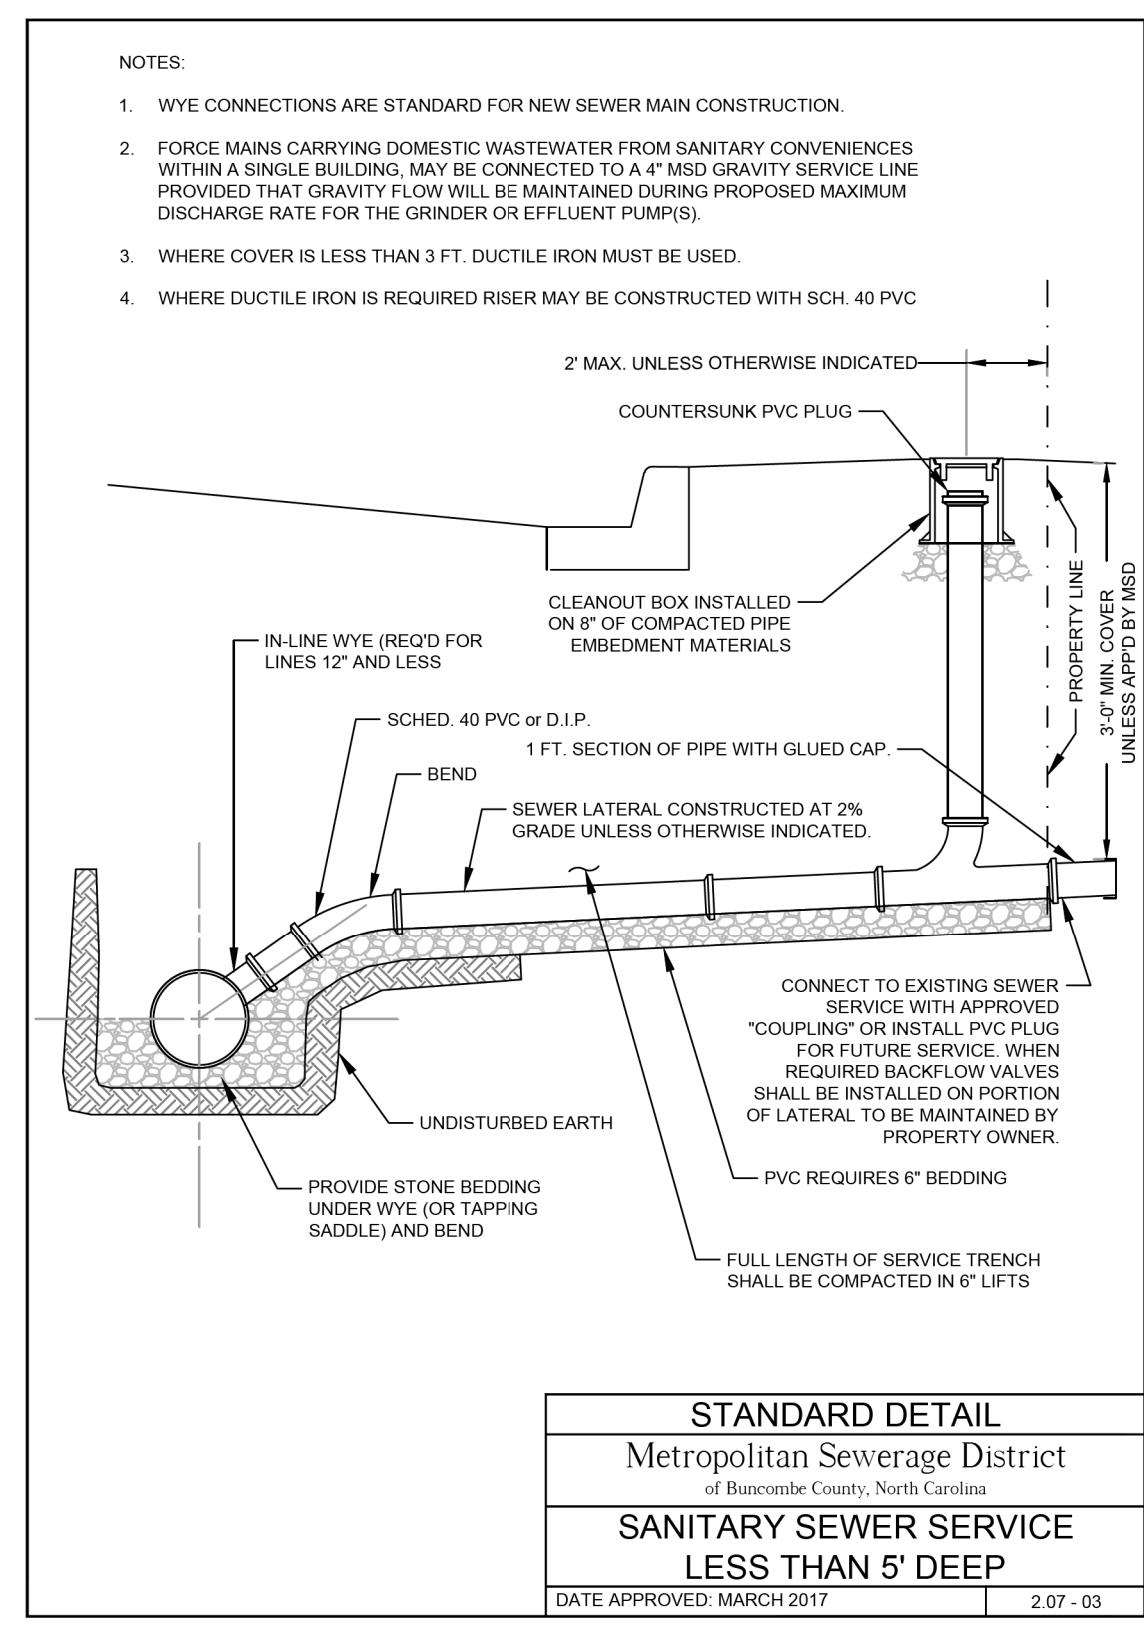 NOTES:
1. WYE CONNECTIONS ARE STANDARD FOR NEW SEWER MAIN CONSTRUCTION.
2. FORCE MAINS CARRYING DOMESTIC WASTEWATER FROM SANITARY CONVENIENCES
WITHIN A SINGLE BUILDING, MAY BE CONNECTED TO A 4" MSD GRAVITY SERVICE LINE
PROVIDED THAT GRAVITY FLOW WILL BE MAINTAINED DURING PROPOSED MAXIMUM
DISCHARGE RATE FOR THE GRINDER OR EFFLUENT PUMP(S).
3. WHERE COVER IS LESS THAN 3 FT. DUCTILE IRON MUST BE USED.
4. WHERE DUCTILE IRON IS REQUIRED RISER MAY BE CONSTRUCTED WITH SCH. 40 PVC
2' MAX. UNLESS OTHERWISE INDICATED
COUNTERSUNK PVC PLUG
CLEANOUT BOX INSTALLED
ON 8" OF COMPACTED PIPE
EMBEDMENT MATERIALS
PROPERTY LINE
3'-0" MIN. COVER
UNLESS APP'D BY MSD
IN-LINE WYE (REQ'D FOR
LINES 12" AND LESS
SCHED. 40 PVC or D.I.P.
1 FT. SECTION OF PIPE WITH GLUED CAP.
BEND
SEWER LATERAL CONSTRUCTED AT 2%
GRADE UNLESS OTHERWISE INDICATED.
CONNECT TO EXISTING SEWER
SERVICE WITH APPROVED
"COUPLING" OR INSTALL PVC PLUG
FOR FUTURE SERVICE. WHEN
REQUIRED BACKFLOW VALVES
SHALL BE INSTALLED ON PORTION
OF LATERAL TO BE MAINTAINED BY
PROPERTY OWNER.
UNDISTURBED EARTH
PVC REQUIRES 6" BEDDING
PROVIDE STONE BEDDING
UNDER WYE (OR TAPPING
SADDLE) AND BEND
FULL LENGTH OF SERVICE TRENCH
SHALL BE COMPACTED IN 6" LIFTS
STANDARD DETAIL
Metropolitan Sewerage District
of Buncombe County, North Carolina
SANITARY SEWER SERVICE
LESS THAN 5' DEEP
DATE APPROVED: MARCH 2017
2.07 - 03